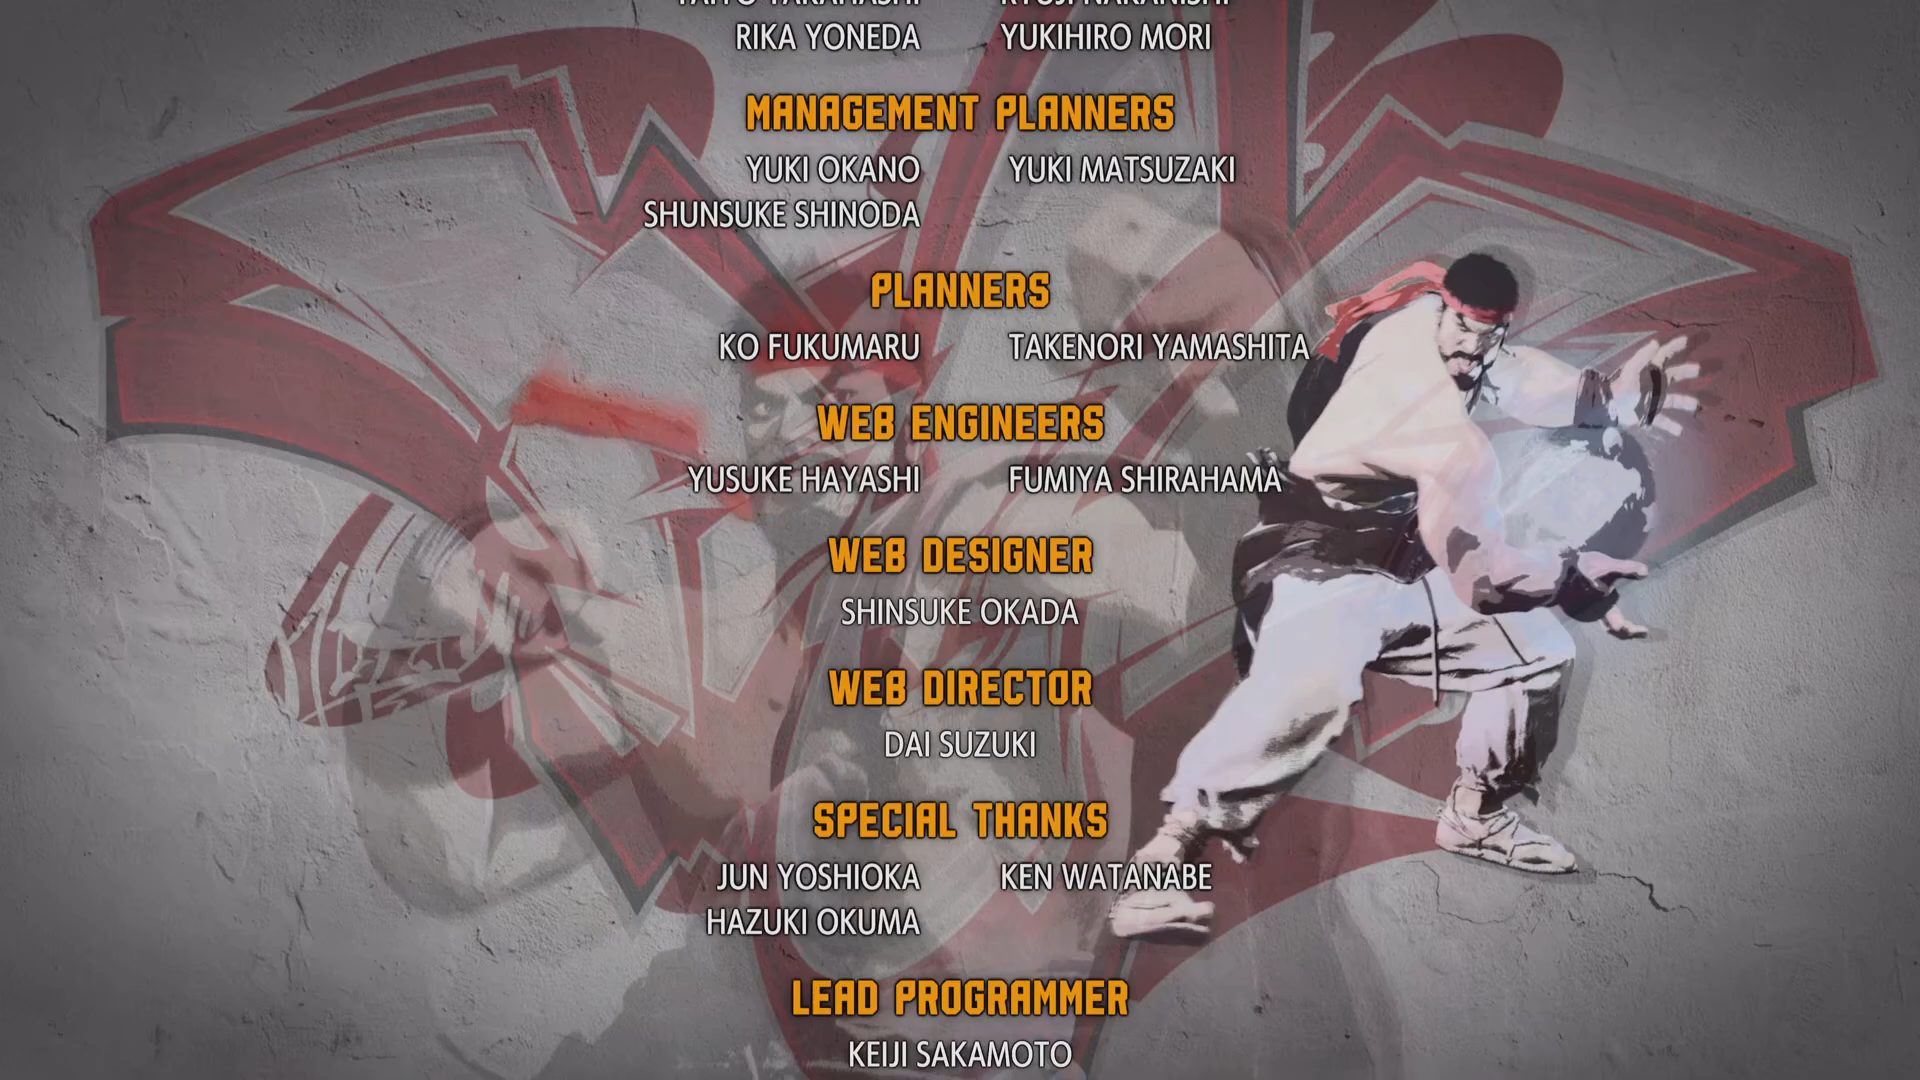 RIKA YONEDA YUKIHIRO MORI
MANAGEMENT PLANNERS
YUKI OKANO YUKI MATSUZAKI
SHUNSUKE SHINODA
PLANNERS
KO FUKUMARU TAKENORI YAMASHITA
WEB ENGINEERS
YUSUKE HAYASHI FUMIYA SHIRAHAMA
WEB DESIGNER
SHINSUKE OKADA
WEB DIRECTOR
DAI SUZUKI
SPECIAL THANKS
JUN YOSHIOKA KEN WATANABE
HAZUKI OKUMA
LEAD PROGRAMMER
KEIJI SAKAMOTO